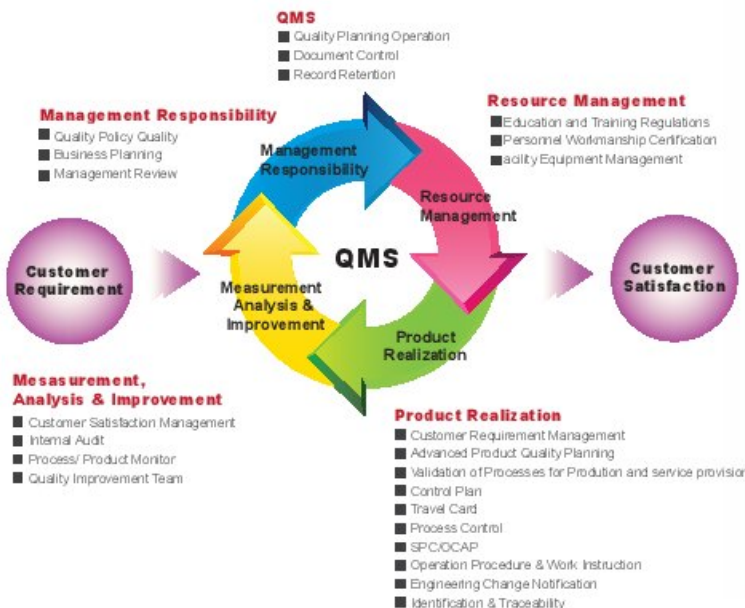 QMS
Quality Planning Operation
Document Control
Record Retention
Management Responsibility
Quality Policy Quality
Business Planning
Management Review
Resource Management
Education and Training Regulations
Personnel Workmanship Certification
acility Equipment Management
Management
Responsibility
Resource
Management
QMS
Customer
Requirement
Customer
Satisfaction
Measurement
Analysis &
Improvement
Product
Realization
Mesasurement,
Analysis & Improvement
Customer Satisfaction Management
Internal Audit
Process/ Product Monitor
Quality Improvement Team
Product Realization
Customer Requirement Management
Advanced Product Quality Planning
Validation of Processes for Prodution and service provision
Control Plan
Travel Card
Process Control
SPC/OCAP
Operation Procedure & Work Instruction
Engineering Change Notification
Identification & Traceability